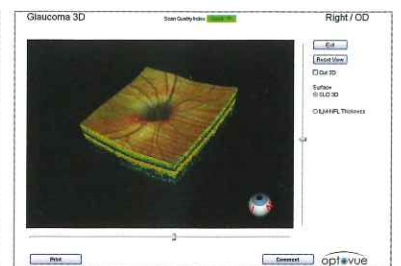 Glaucoma 3D
Scan Quality Index
Right / OD
Exit
Reset View
Cut 3D
Surface
SLO 3D
ILM-NFL Thickness
Print
Comment
optovue